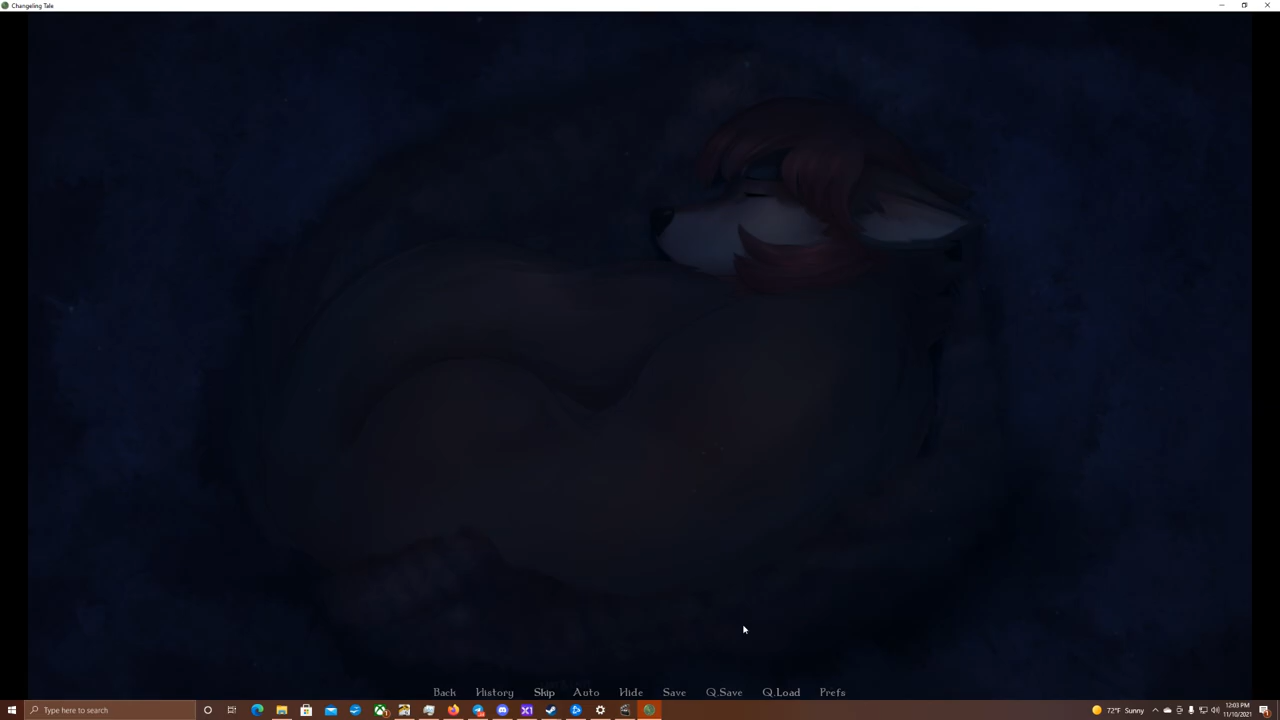 Changeling Tale
Back History Skip Auto Hide Save Q.Save Q.Load Prefs
Type here to search
72°F Sunny
12:03 PM
11/10/2021